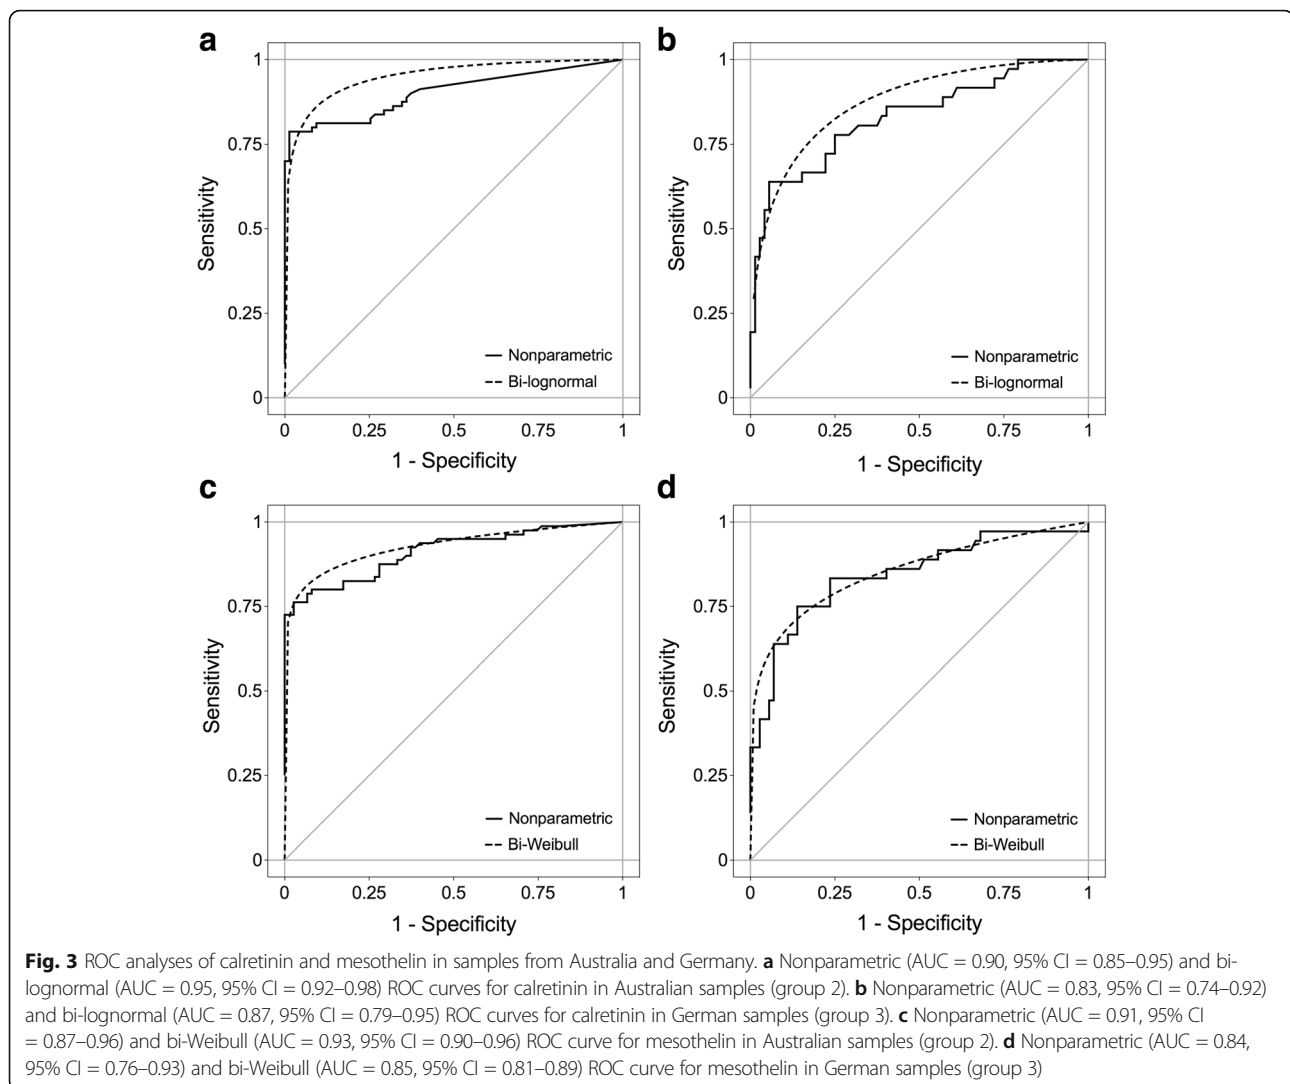 a
1
0.75
0.5
0.25
0
Sensitivity
Nonparametric
Bi-lognormal
0 0.25 0.5 0.75 1
1 - Specificity
b
1
0.75
0.5
0.25
0
Sensitivity
Nonparametric
Bi-lognormal
0 0.25 0.5 0.75 1
1 - Specificity
c
1
0.75
0.5
0.25
0
Sensitivity
Nonparametric
Bi-Weibull
0 0.25 0.5 0.75 1
1 - Specificity
d
1
0.75
0.5
0.25
0
Sensitivity
Nonparametric
Bi-Weibull
0 0.25 0.5 0.75 1
1 - Specificity
Fig. 3 ROC analyses of calretinin and mesothelin in samples from Australia and Germany. a Nonparametric (AUC = 0.90, 95% CI = 0.85–0.95) and bi-
lognormal (AUC = 0.95, 95% CI = 0.92–0.98) ROC curves for calretinin in Australian samples (group 2). b Nonparametric (AUC = 0.83, 95% CI = 0.74–0.92)
and bi-lognormal (AUC = 0.87, 95% CI = 0.79–0.95) ROC curves for calretinin in German samples (group 3). c Nonparametric (AUC = 0.91, 95% CI
= 0.87–0.96) and bi-Weibull (AUC = 0.93, 95% CI = 0.90–0.96) ROC curve for mesothelin in Australian samples (group 2). d Nonparametric (AUC = 0.84,
95% CI = 0.76–0.93) and bi-Weibull (AUC = 0.85, 95% CI = 0.81–0.89) ROC curve for mesothelin in German samples (group 3)